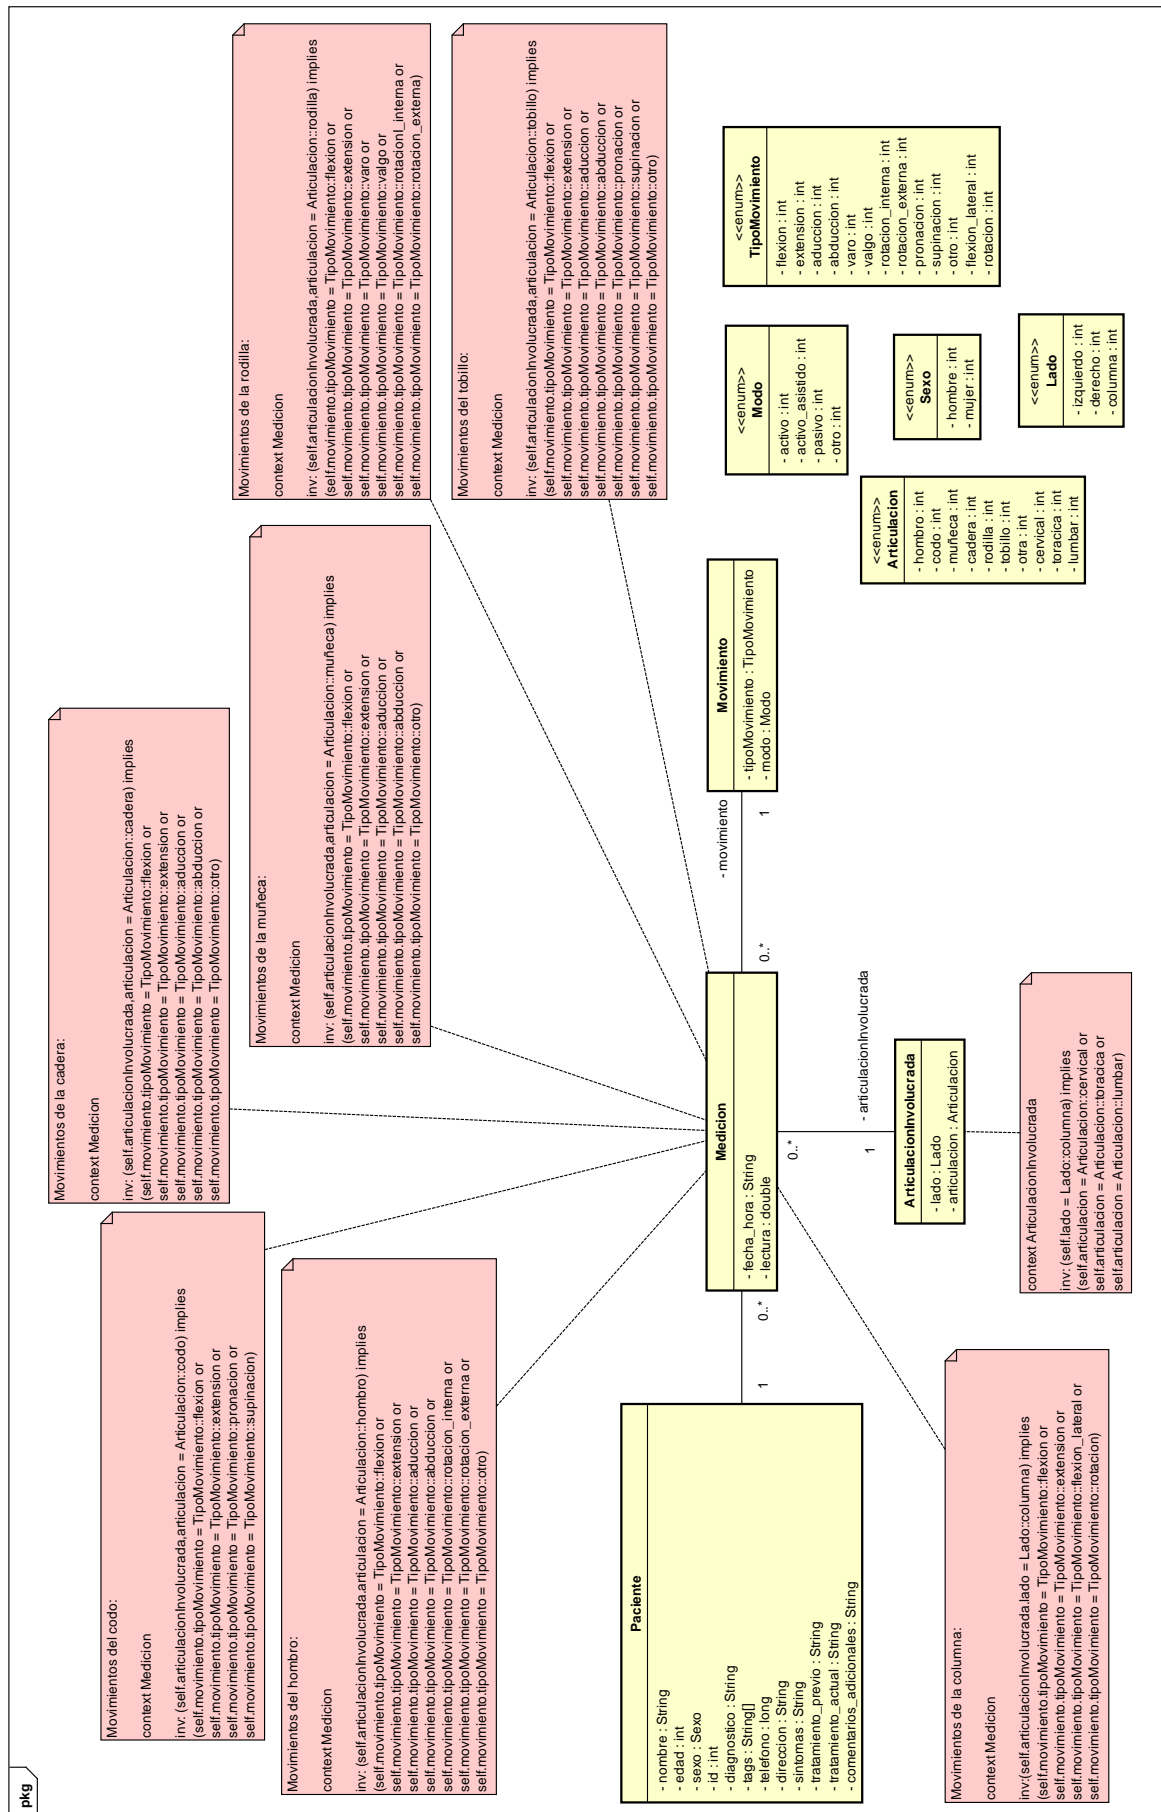 pkg
Movimientos del codo:
context Medicion
inv: (self.articulacionInvolucrada,articulacion = Articulacion::codo) implies
(self.movimiento.tipoMovimiento = TipoMovimiento::flexion or
self.movimiento.tipoMovimiento = TipoMovimiento::extension or
self.movimiento.tipoMovimiento = TipoMovimiento::pronacion or
self.movimiento.tipoMovimiento = TipoMovimiento::supinacion)
Movimientos de la cadera:
context Medicion
inv: (self.articulacionInvolucrada,articulacion = Articulacion::cadera) implies
(self.movimiento.tipoMovimiento = TipoMovimiento::flexion or
self.movimiento.tipoMovimiento = TipoMovimiento::extension or
self.movimiento.tipoMovimiento = TipoMovimiento::aduccion or
self.movimiento.tipoMovimiento = TipoMovimiento::abduccion or
self.movimiento.tipoMovimiento = TipoMovimiento::otro)
Movimientos del hombro:
context Medicion
inv: (self.articulacionInvolucrada,articulacion = Articulacion::hombro) implies
(self.movimiento.tipoMovimiento = TipoMovimiento::flexion or
self.movimiento.tipoMovimiento = TipoMovimiento::extension or
self.movimiento.tipoMovimiento = TipoMovimiento::aduccion or
self.movimiento.tipoMovimiento = TipoMovimiento::abduccion or
self.movimiento.tipoMovimiento = TipoMovimiento::rotacion_interna or
self.movimiento.tipoMovimiento = TipoMovimiento::rotacion_externa or
self.movimiento.tipoMovimiento = TipoMovimiento::otro)
Movimientos de la muñeca:
context Medicion
inv: (self.articulacionInvolucrada,articulacion = Articulacion::muñeca) implies
(self.movimiento.tipoMovimiento = TipoMovimiento::flexion or
self.movimiento.tipoMovimiento = TipoMovimiento::extension or
self.movimiento.tipoMovimiento = TipoMovimiento::aduccion or
self.movimiento.tipoMovimiento = TipoMovimiento::abduccion or
self.movimiento.tipoMovimiento = TipoMovimiento::otro)
Movimientos de la rodilla:
context Medicion
inv: (self.articulacionInvolucrada,articulacion = Articulacion::rodilla) implies
(self.movimiento.tipoMovimiento = TipoMovimiento::flexion or
self.movimiento.tipoMovimiento = TipoMovimiento::extension or
self.movimiento.tipoMovimiento = TipoMovimiento::varo or
self.movimiento.tipoMovimiento = TipoMovimiento::valgo or
self.movimiento.tipoMovimiento = TipoMovimiento::rotacionl_interna or
self.movimiento.tipoMovimiento = TipoMovimiento::rotacion_externa)
Movimientos del tobillo:
context Medicion
inv: (self.articulacionInvolucrada,articulacion = Articulacion::tobillo) implies
(self.movimiento.tipoMovimiento = TipoMovimiento::flexion or
self.movimiento.tipoMovimiento = TipoMovimiento::extension or
self.movimiento.tipoMovimiento = TipoMovimiento::aduccion or
self.movimiento.tipoMovimiento = TipoMovimiento::abduccion or
self.movimiento.tipoMovimiento = TipoMovimiento::pronacion or
self.movimiento.tipoMovimiento = TipoMovimiento::supinacion or
self.movimiento.tipoMovimiento = TipoMovimiento::otro)
Paciente
- nombre : String
- edad : int
- sexo : Sexo
- id : int
- diagnostico : String
- tags : String[]
- telefono : long
- direccion : String
- sintomas : String
- tratamiento_previo : String
- tratamiento_actual : String
- comentarios_adicionales : String
1
0..*
Medicion
- fecha_hora : String
- lectura : double
0..*
- movimiento
1
Movimiento
- tipoMovimiento : TipoMovimiento
- modo : Modo
0..*
- articulacionInvolucrada
1
ArticulacionInvolucrada
- lado : Lado
- articulacion : Articulacion
<<enum>>
Modo
- activo : int
- activo_asistido : int
- pasivo : int
- otro : int
<<enum>>
TipoMovimiento
- flexion : int
- extension : int
- aduccion : int
- abduccion : int
- varo : int
- valgo : int
- rotacion_interna : int
- rotacion_externa : int
- pronacion : int
- supinacion : int
- otro : int
- flexion_lateral : int
- rotacion : int
<<enum>>
Articulacion
- hombro : int
- codo : int
- muñeca : int
- cadera : int
- rodilla : int
- tobillo : int
- otra : int
- cervical : int
- toracica : int
- lumbar : int
<<enum>>
Sexo
- hombre : int
- mujer : int
<<enum>>
Lado
- izquierdo : int
- derecho : int
- columna : int
Movimientos de la columna:
context Medicion
inv:(self.articulacionInvolucrada.lado = Lado::columna) implies
(self.movimiento.tipoMovimiento = TipoMovimiento::flexion or
self.movimiento.tipoMovimiento = TipoMovimiento::extension or
self.movimiento.tipoMovimiento = TipoMovimiento::flexion_lateral or
self.movimiento.tipoMovimiento = TipoMovimiento::rotacion)
context ArticulacionInvolucrada
inv: (self.lado = Lado::columna) implies
(self.articulacion = Articulacion::cervical or
self.articulacion = Articulacion::toracica or
self.articulacion = Articulacion::lumbar)